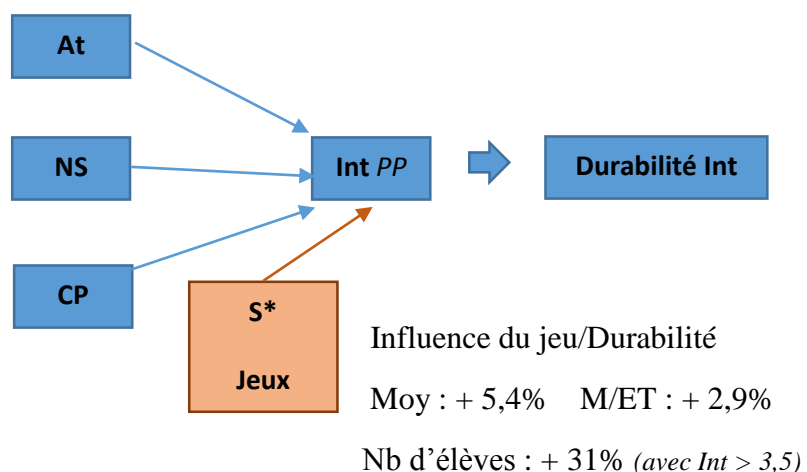 At
NS
Int PP
Durabilité Int
CP
S*
Jeux
Influence du jeu/Durabilité
Moy : + 5,4% M/ET : + 2,9%
Nb d’élèves : + 31% (avec Int > 3,5)